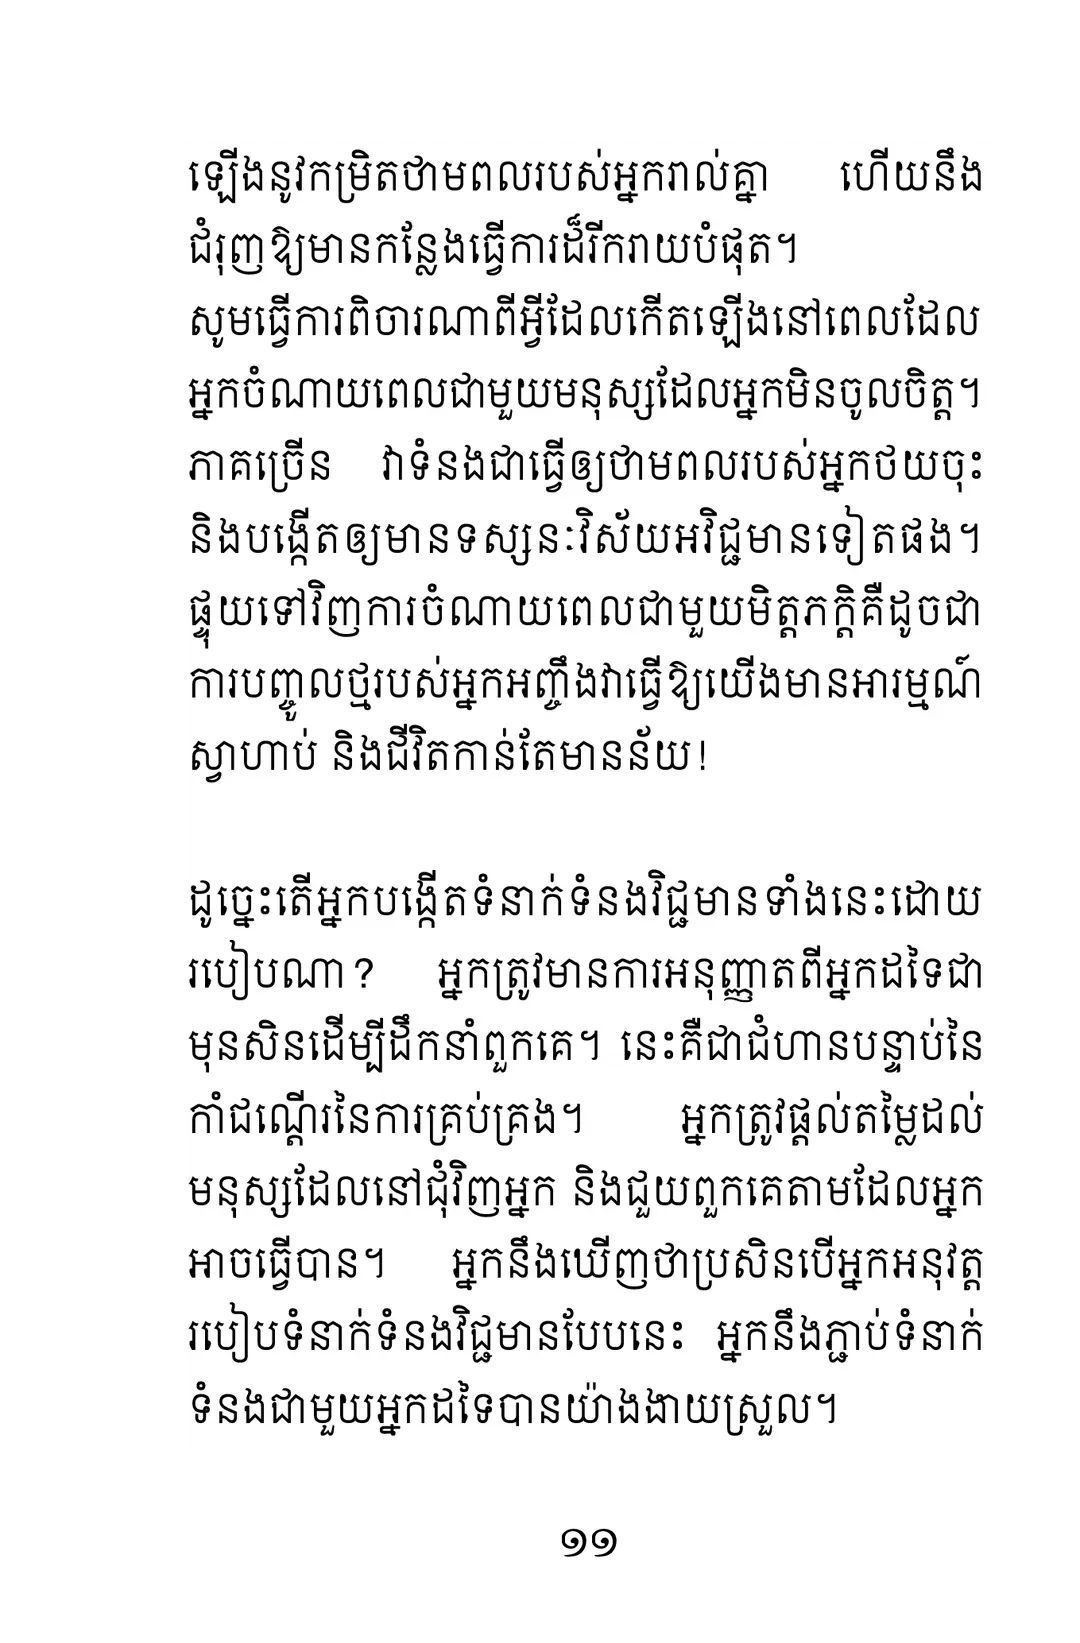 ឡើងនូវកម្រិតថាមពលរបស់អ្នករាល់គ្នា ហើយនឹង
ជំរុញឱ្យមានកន្លែងធ្វើការដ៏រីករាយបំផុត។
សូមធ្វើការពិចារណាពីអ្វីដែលកើតឡើងនៅពេលដែល
អ្នកចំណាយពេលជាមួយមនុស្សដែលអ្នកមិនចូលចិត្ត។
ភាគច្រើន វាទំនងជាធ្វើឲ្យថាមពលរបស់អ្នកថយចុះ
និងបង្កើតឲ្យមានទស្សនៈវិស័យអវិជ្ជមានទៀតផង។
ផ្ទុយទៅវិញការចំណាយពេលជាមួយមិត្តភក្តិគឺដូចជា
ការបញ្ចូលថ្មរបស់អ្នកអញ្ចឹងវាធ្វើឱ្យយើងមានអារម្មណ៍
ស្វាហាប់ និងជីវិតកាន់តែមានន័យ!
ដូច្នេះតើអ្នកបង្កើតទំនាក់ទំនងវិជ្ជមានទាំងនេះដោយ
របៀបណា? អ្នកត្រូវមានការអនុញ្ញាតពីអ្នកដទៃជា
មុនសិនដើម្បីដឹកនាំពួកគេ។ នេះគឺជាជំហានបន្ទាប់នៃ
កាំជណ្តើរនៃការគ្រប់គ្រង។ អ្នកត្រូវផ្តល់តម្លៃដល់
មនុស្សដែលនៅជុំវិញអ្នក និងជួយពួកគេតាមដែលអ្នក
អាចធ្វើបាន។ អ្នកនឹងឃើញថាប្រសិនបើអ្នកអនុវត្ត
របៀបទំនាក់ទំនងវិជ្ជមានបែបនេះ អ្នកនឹងភ្ជាប់ទំនាក់
ទំនងជាមួយអ្នកដទៃបានយ៉ាងងាយស្រួល។
១១